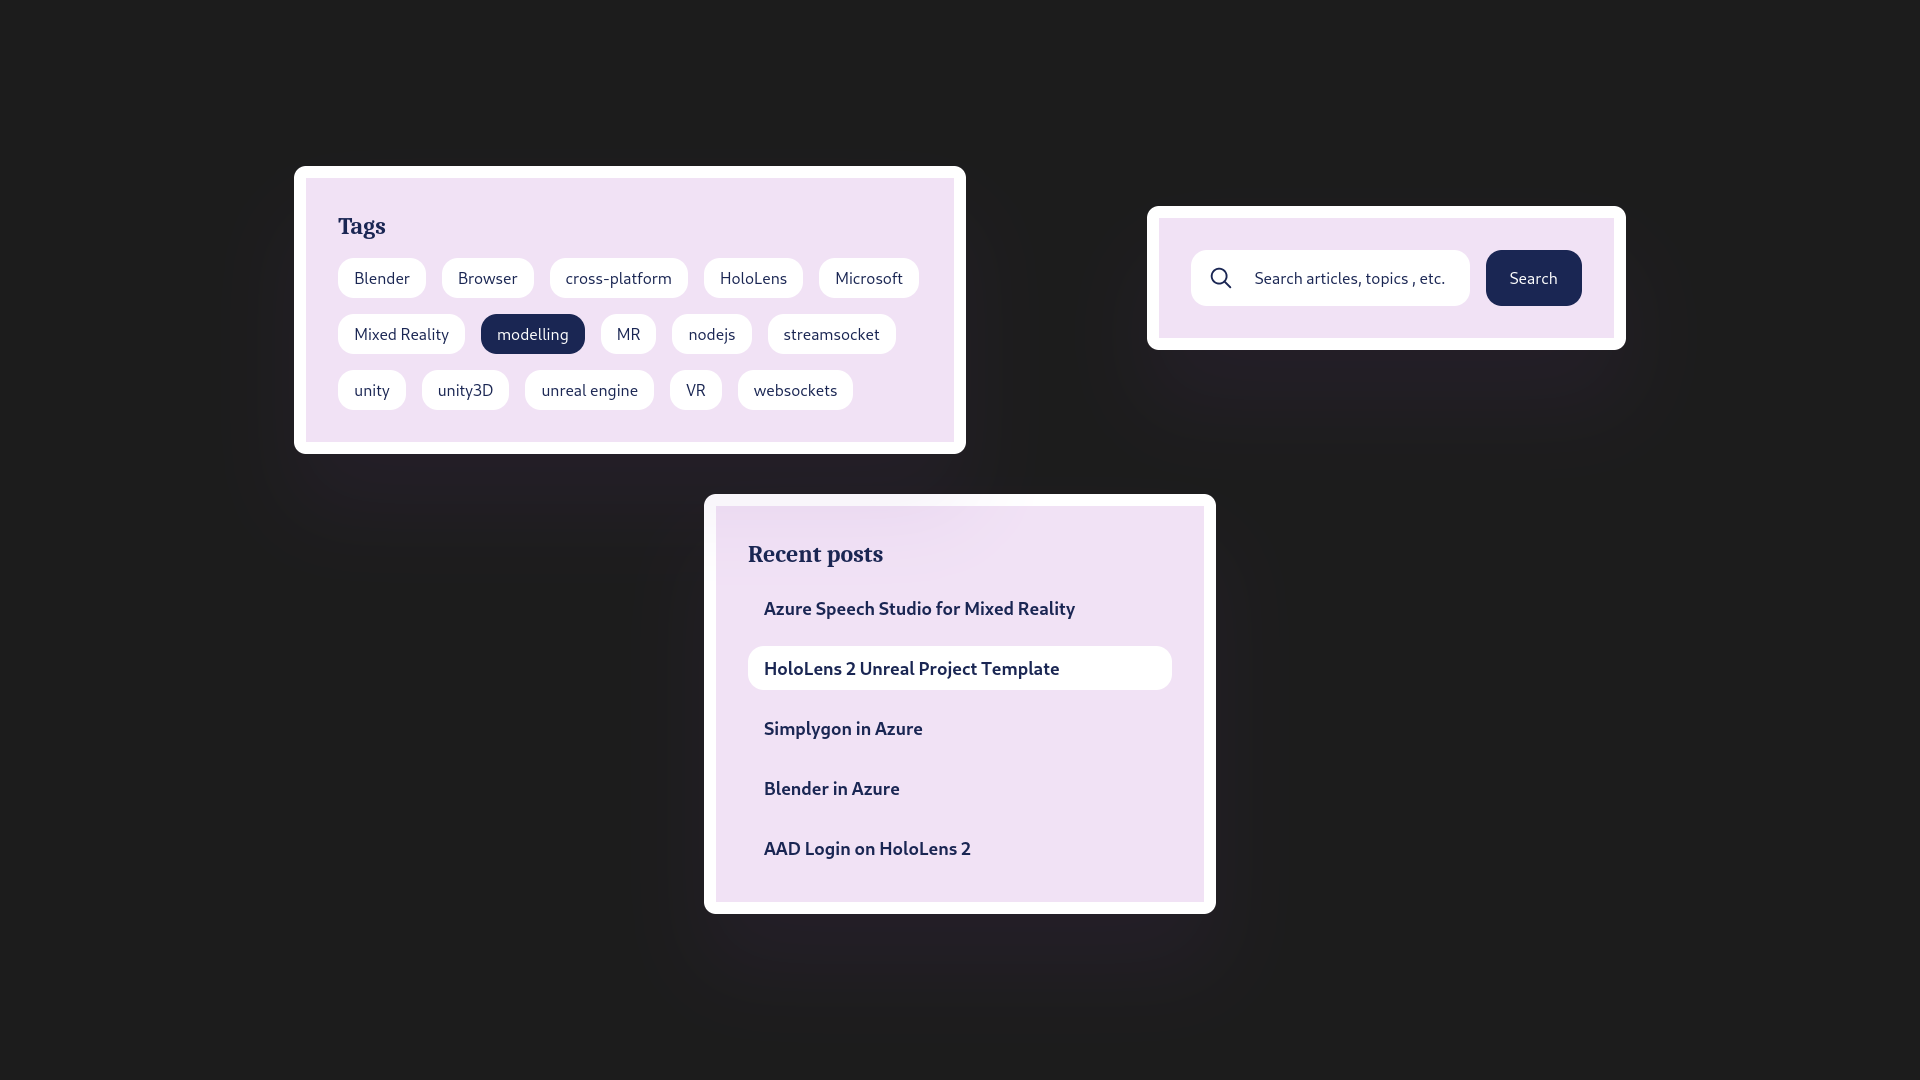 Tags
Blender Browser cross-platform HoloLens Microsoft
Mixed Reality modelling MR nodejs streamsocket
unity unity3D unreal engine VR websockets
Search articles, topics , etc. Search
Recent posts
Azure Speech Studio for Mixed Reality
HoloLens 2 Unreal Project Template
Simplygon in Azure
Blender in Azure
AAD Login on HoloLens 2